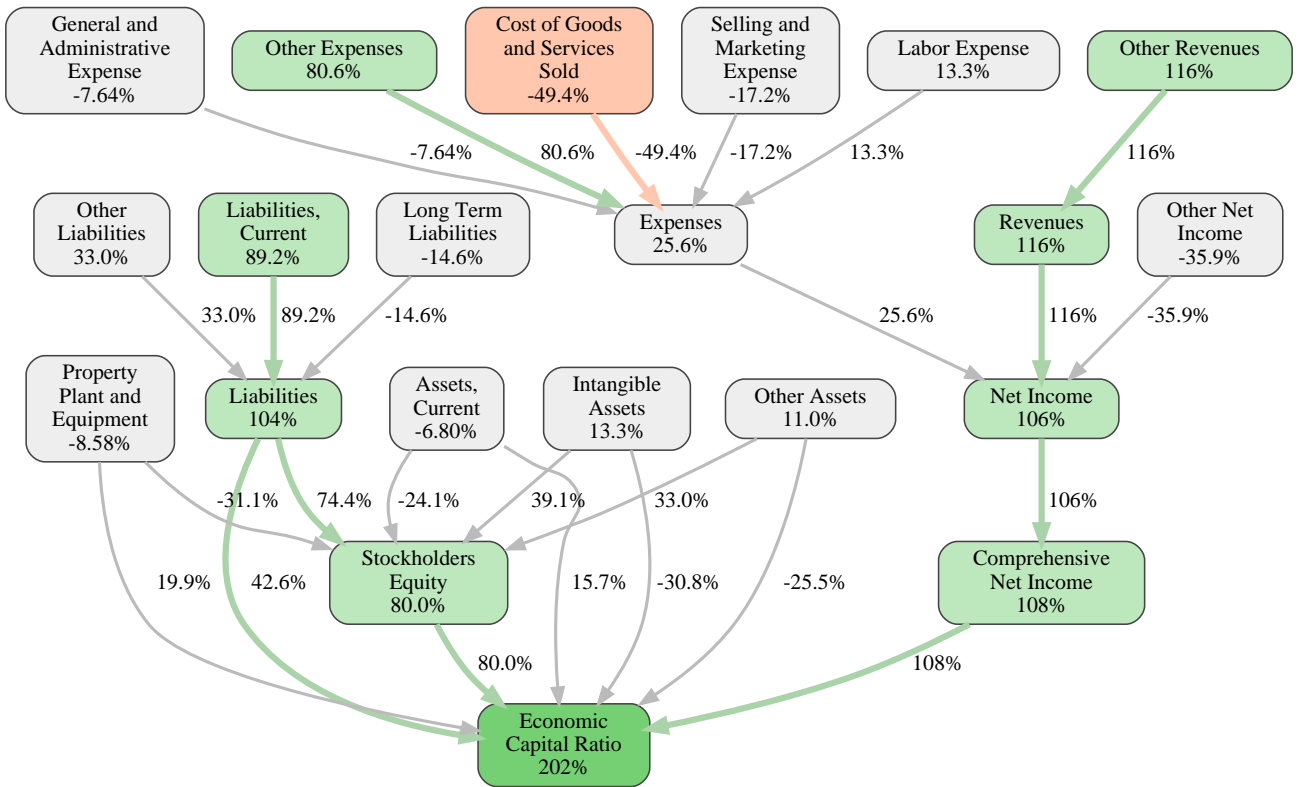 General and
Administrative
Expense
-7.64%
Other Expenses
80.6%
Cost of Goods
and Services
Sold
-49.4%
Selling and
Marketing
Expense
-17.2%
Labor Expense
13.3%
Other Revenues
116%
-7.64%
80.6%
-49.4%
-17.2%
13.3%
116%
Other
Liabilities
33.0%
Liabilities,
Current
89.2%
Long Term
Liabilities
-14.6%
Expenses
25.6%
Revenues
116%
Other Net
Income
-35.9%
33.0%
89.2%
-14.6%
25.6%
116%
-35.9%
Property
Plant and
Equipment
-8.58%
Liabilities
104%
Assets,
Current
-6.80%
Intangible
Assets
13.3%
Other Assets
11.0%
Net Income
106%
-31.1%
74.4%
-24.1%
39.1%
33.0%
106%
Stockholders
Equity
80.0%
Comprehensive
Net Income
108%
19.9%
42.6%
15.7%
-30.8%
-25.5%
80.0%
108%
Economic
Capital Ratio
202%